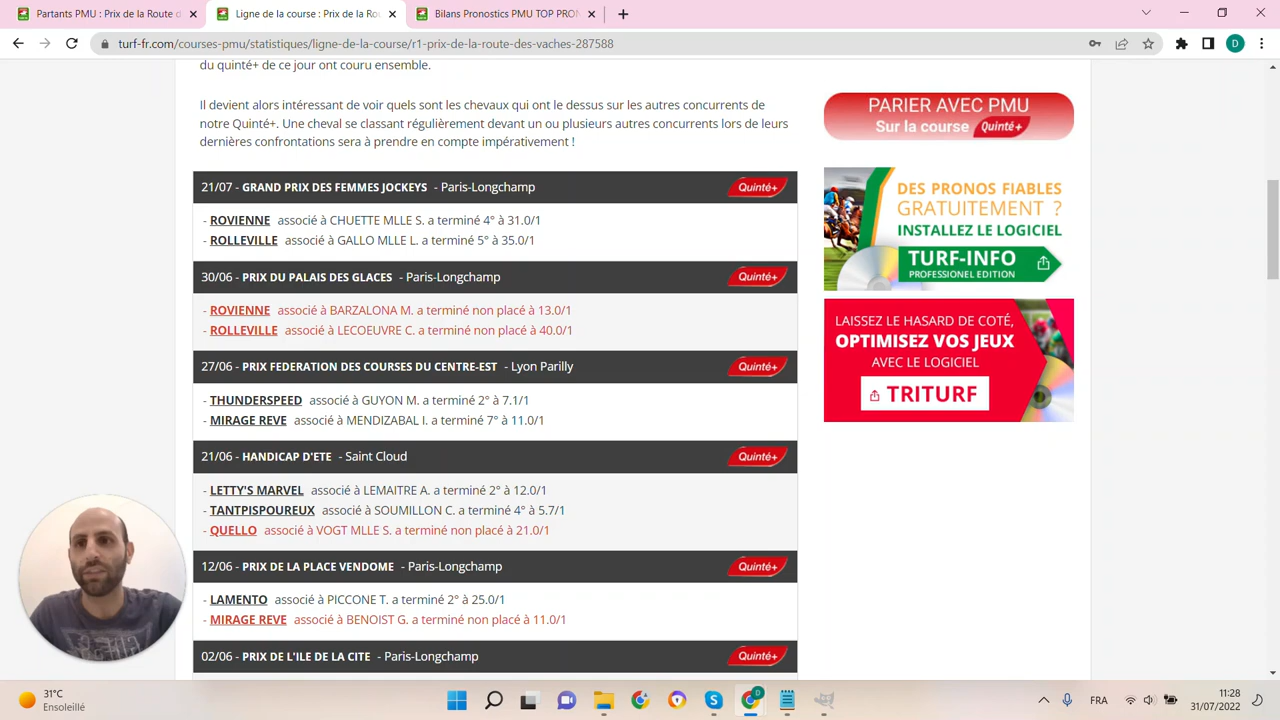 Partants PMU : Prix de la Route d
Ligne de la course : Prix de la Rou
Bilans Pronostics PMU TOP PRON
turf-fr.com/courses-pmu/statistiques/ligne-de-la-course/r1-prix-de-la-route-des-vaches-287588
D
du quinté+ de ce jour ont couru ensemble.
Il devient alors intéressant de voir quels sont les chevaux qui ont le dessus sur les autres concurrents de
notre Quinté+. Une cheval se classant régulièrement devant un ou plusieurs autres concurrents lors de leurs
dernières confrontations sera à prendre en compte impérativement !
21/07 - GRAND PRIX DES FEMMES JOCKEYS - Paris-Longchamp Quinté+
- ROVIENNE associé à CHUETTE MLLE S. a terminé 4° à 31.0/1
- ROLLEVILLE associé à GALLO MLLE L. a terminé 5° à 35.0/1
30/06 - PRIX DU PALAIS DES GLACES - Paris-Longchamp Quinté+
- ROVIENNE associé à BARZALONA M. a terminé non placé à 13.0/1
- ROLLEVILLE associé à LECOEUVRE C. a terminé non placé à 40.0/1
27/06 - PRIX FEDERATION DES COURSES DU CENTRE-EST - Lyon Parilly Quinté+
- THUNDERSPEED associé à GUYON M. a terminé 2° à 7.1/1
- MIRAGE REVE associé à MENDIZABAL I. a terminé 7° à 11.0/1
21/06 - HANDICAP D'ETE - Saint Cloud Quinté+
- LETTY'S MARVEL associé à LEMAITRE A. a terminé 2° à 12.0/1
- TANTPISPOUREUX associé à SOUMILLON C. a terminé 4° à 5.7/1
- QUELLO associé à VOGT MLLE S. a terminé non placé à 21.0/1
12/06 - PRIX DE LA PLACE VENDOME - Paris-Longchamp Quinté+
- LAMENTO associé à PICCONE T. a terminé 2° à 25.0/1
- MIRAGE REVE associé à BENOIST G. a terminé non placé à 11.0/1
02/06 - PRIX DE L'ILE DE LA CITE - Paris-Longchamp Quinté+
PARIER AVEC PMU
Sur la course Quinté+
DES PRONOS FIABLES
GRATUITEMENT ?
INSTALLEZ LE LOGICIEL
TURF-INFO
PROFESSIONEL EDITION
LAISSEZ LE HASARD DE COTÉ,
OPTIMISEZ VOS JEUX
AVEC LE LOGICIEL
TRITURF
31°C
Ensoleillé
D
FRA
11:28
31/07/2022